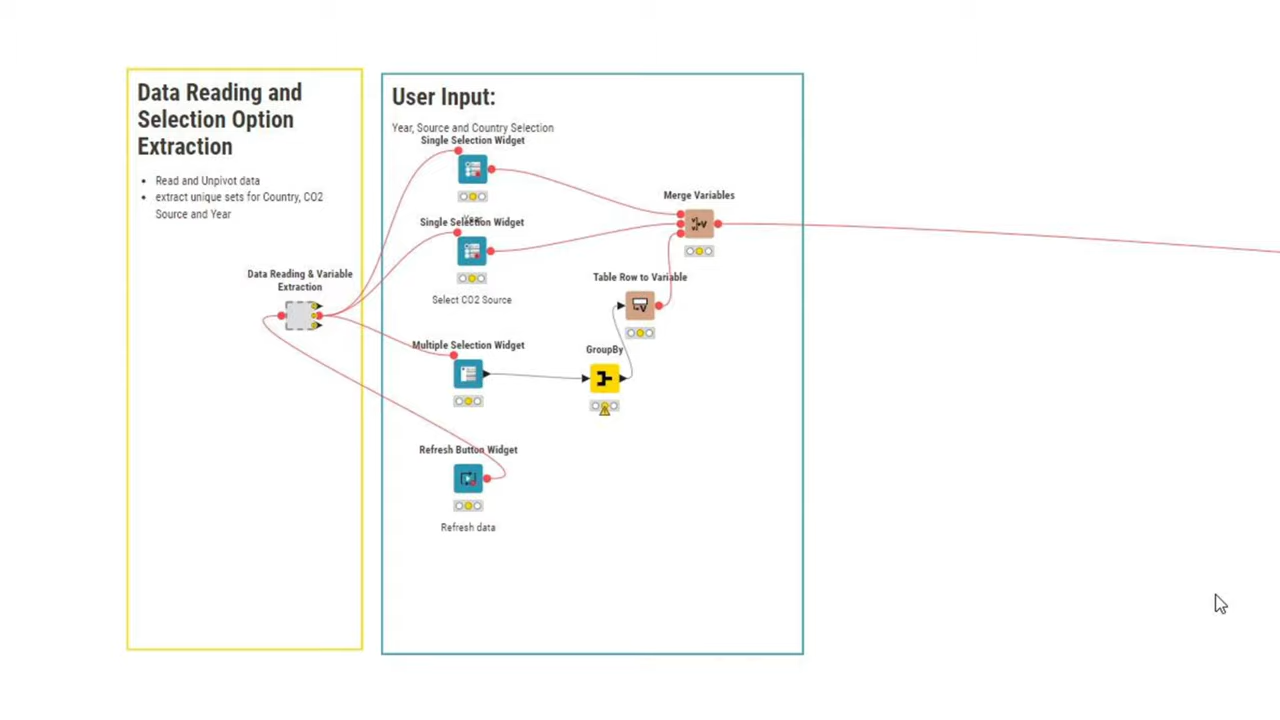 Data Reading and
Selection Option
Extraction
• Read and Unpivot data
• extract unique sets for Country, CO2
Source and Year
Data Reading & Variable
Extraction
User Input:
Year, Source and Country Selection
Single Selection Widget
Year
Single Selection Widget
Select CO2 Source
Multiple Selection Widget
Refresh Button Widget
Refresh data
GroupBy
Table Row to Variable
Merge Variables